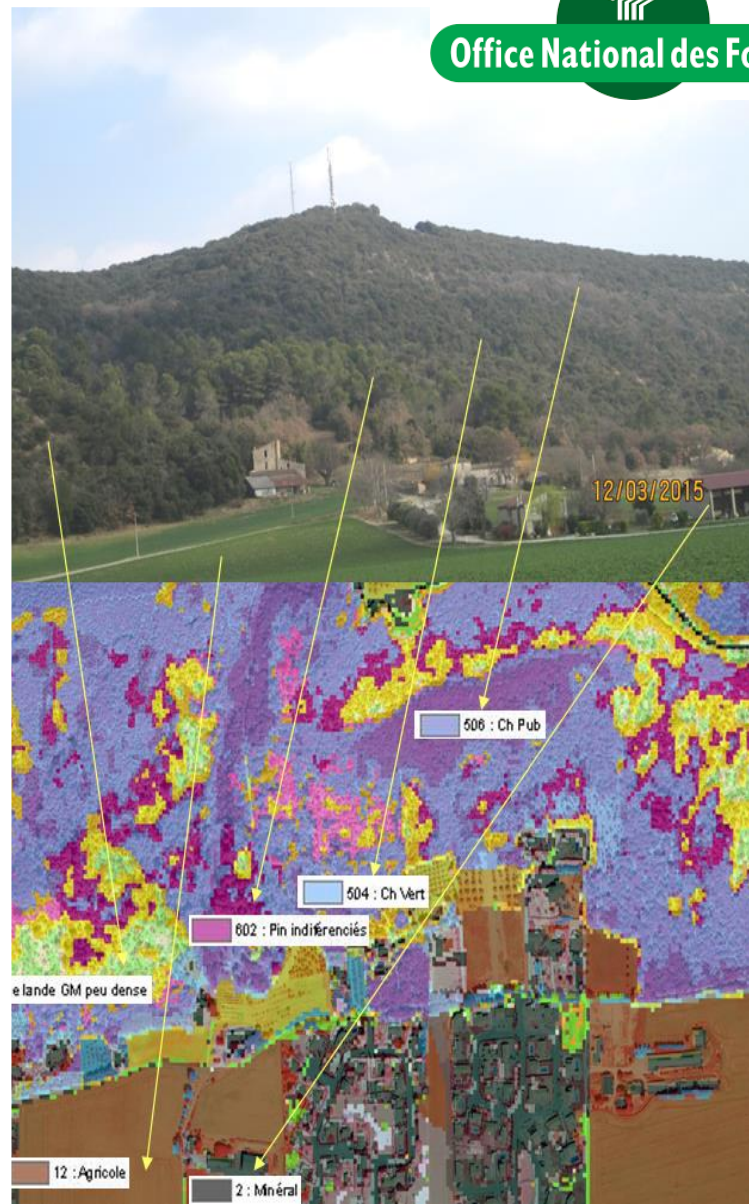 Office National des Fo
12/03/2015
506 : Ch Pub
504 : Ch Vert
602 : Pin indiférenciés
e lande GM peu dense
12 : Agricole
2 : Minéral